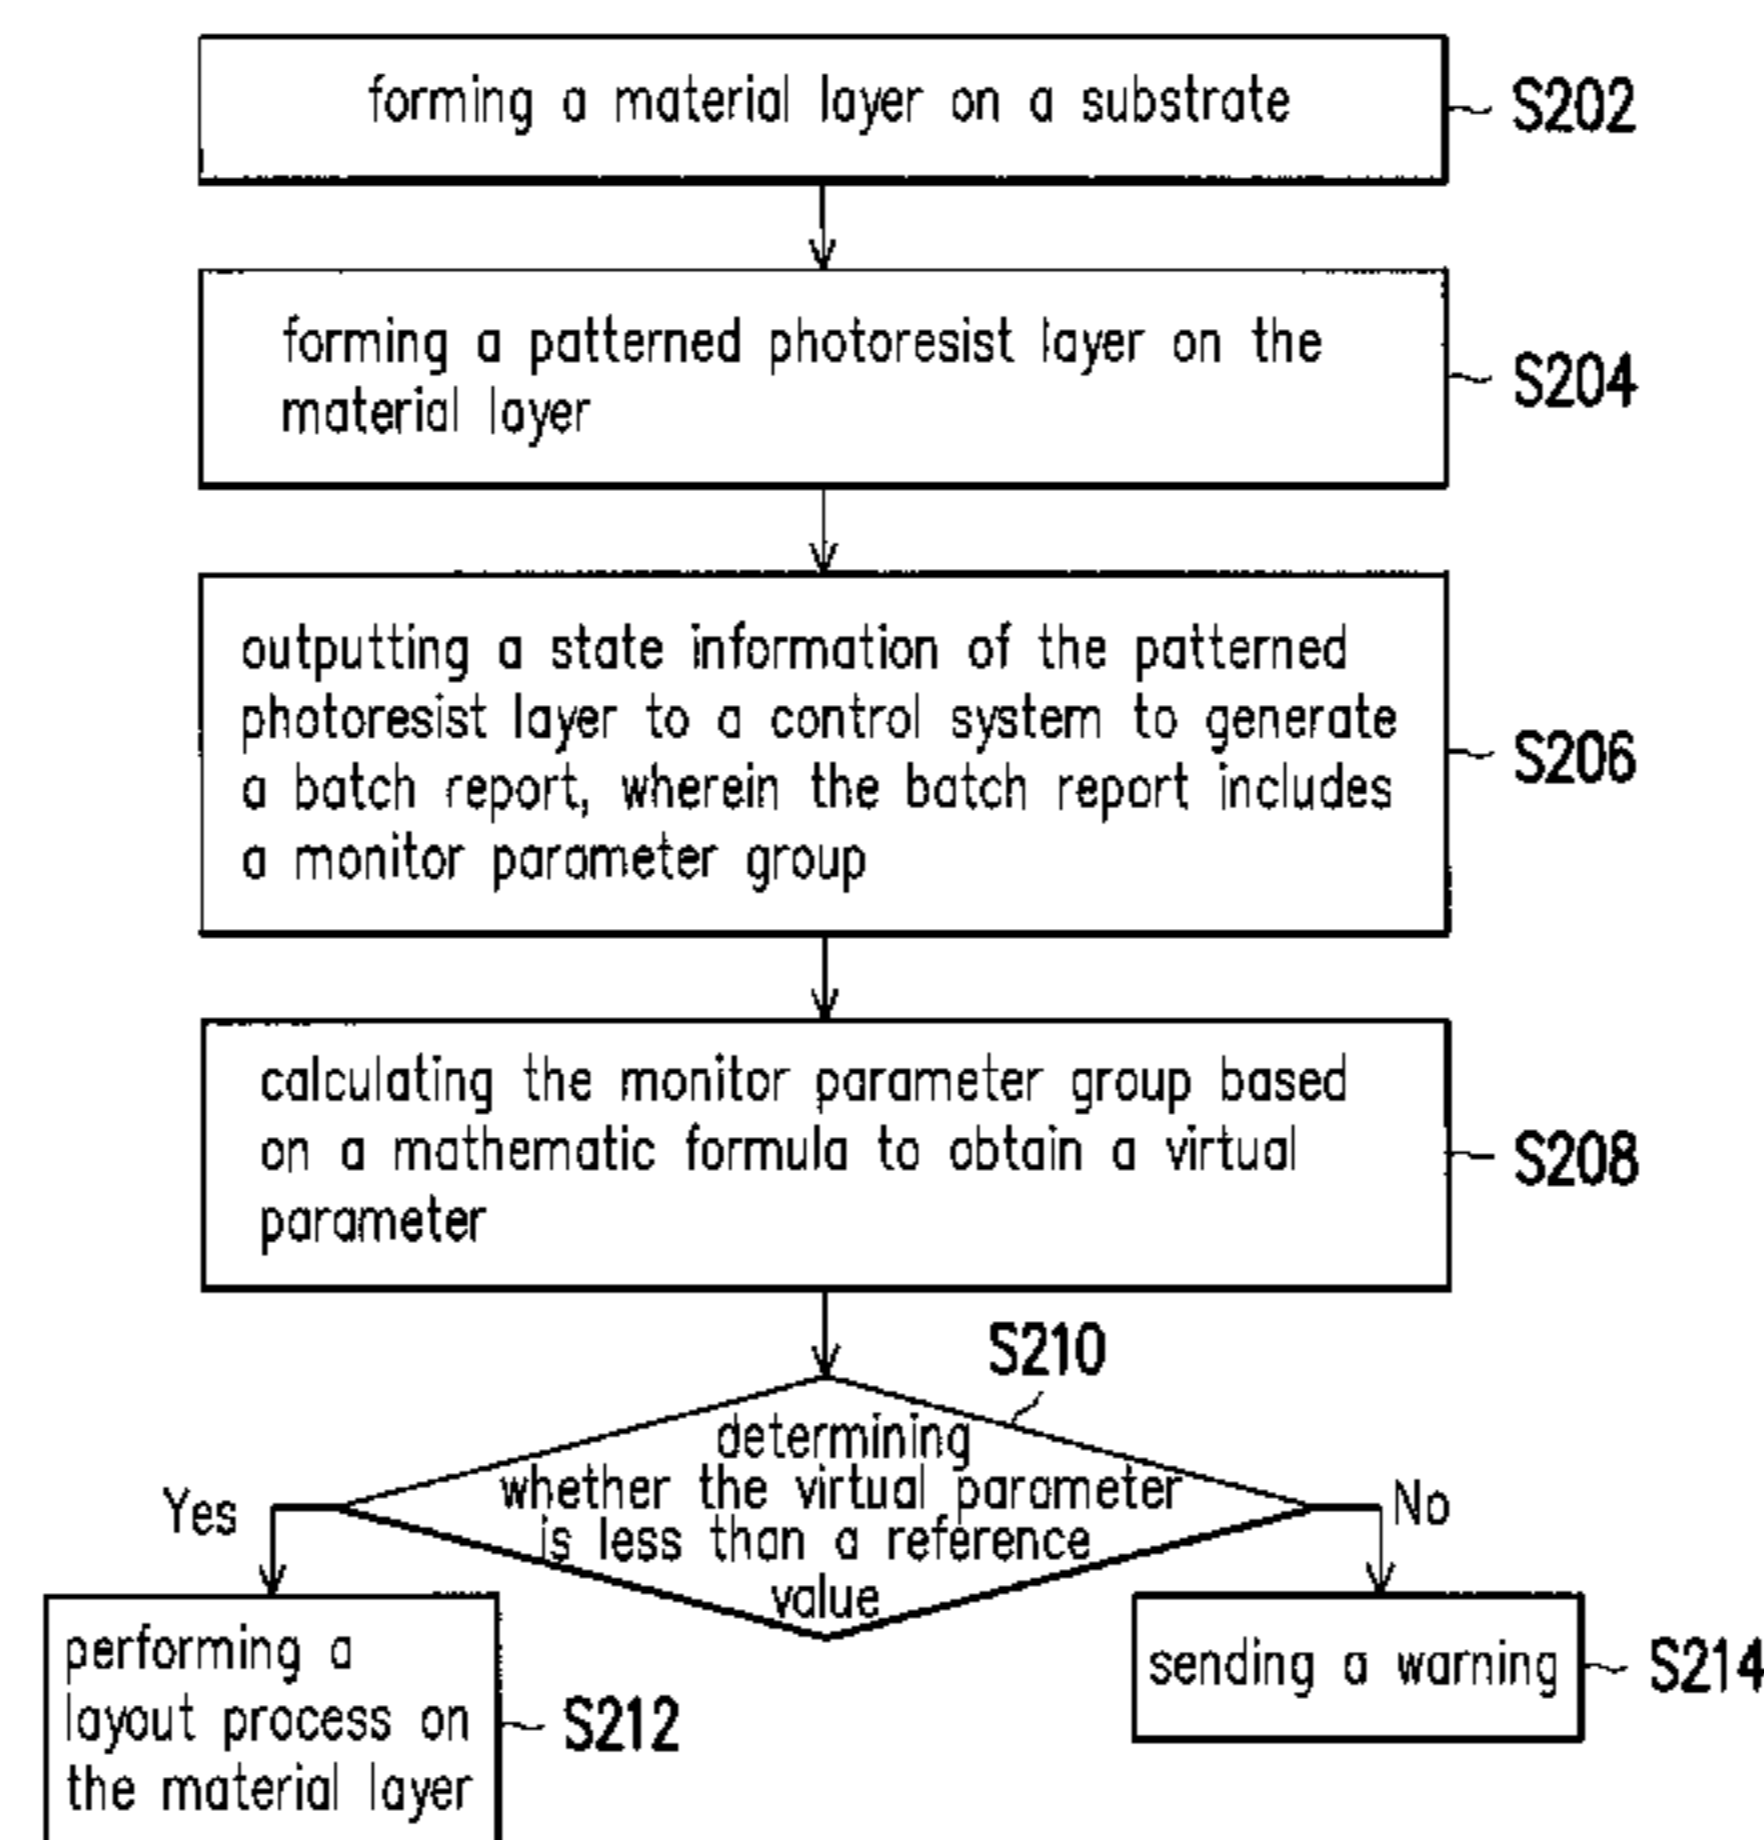 forming a material layer on a substrate
S202
forming a patterned photoresist layer on the
material layer
S204
outputting a state information of the patterned
photoresist layer to a control system to generate
a batch report, wherein the batch report includes
a monitor parameter group
S206
calculating the monitor parameter group based
on a mathematic formula to obtain a virtual
parameter
S208
S210
determining
whether the virtual parameter
is less than a reference
value
Yes
No
performing a
layout process on
the material layer
S212
sending a warning
S214